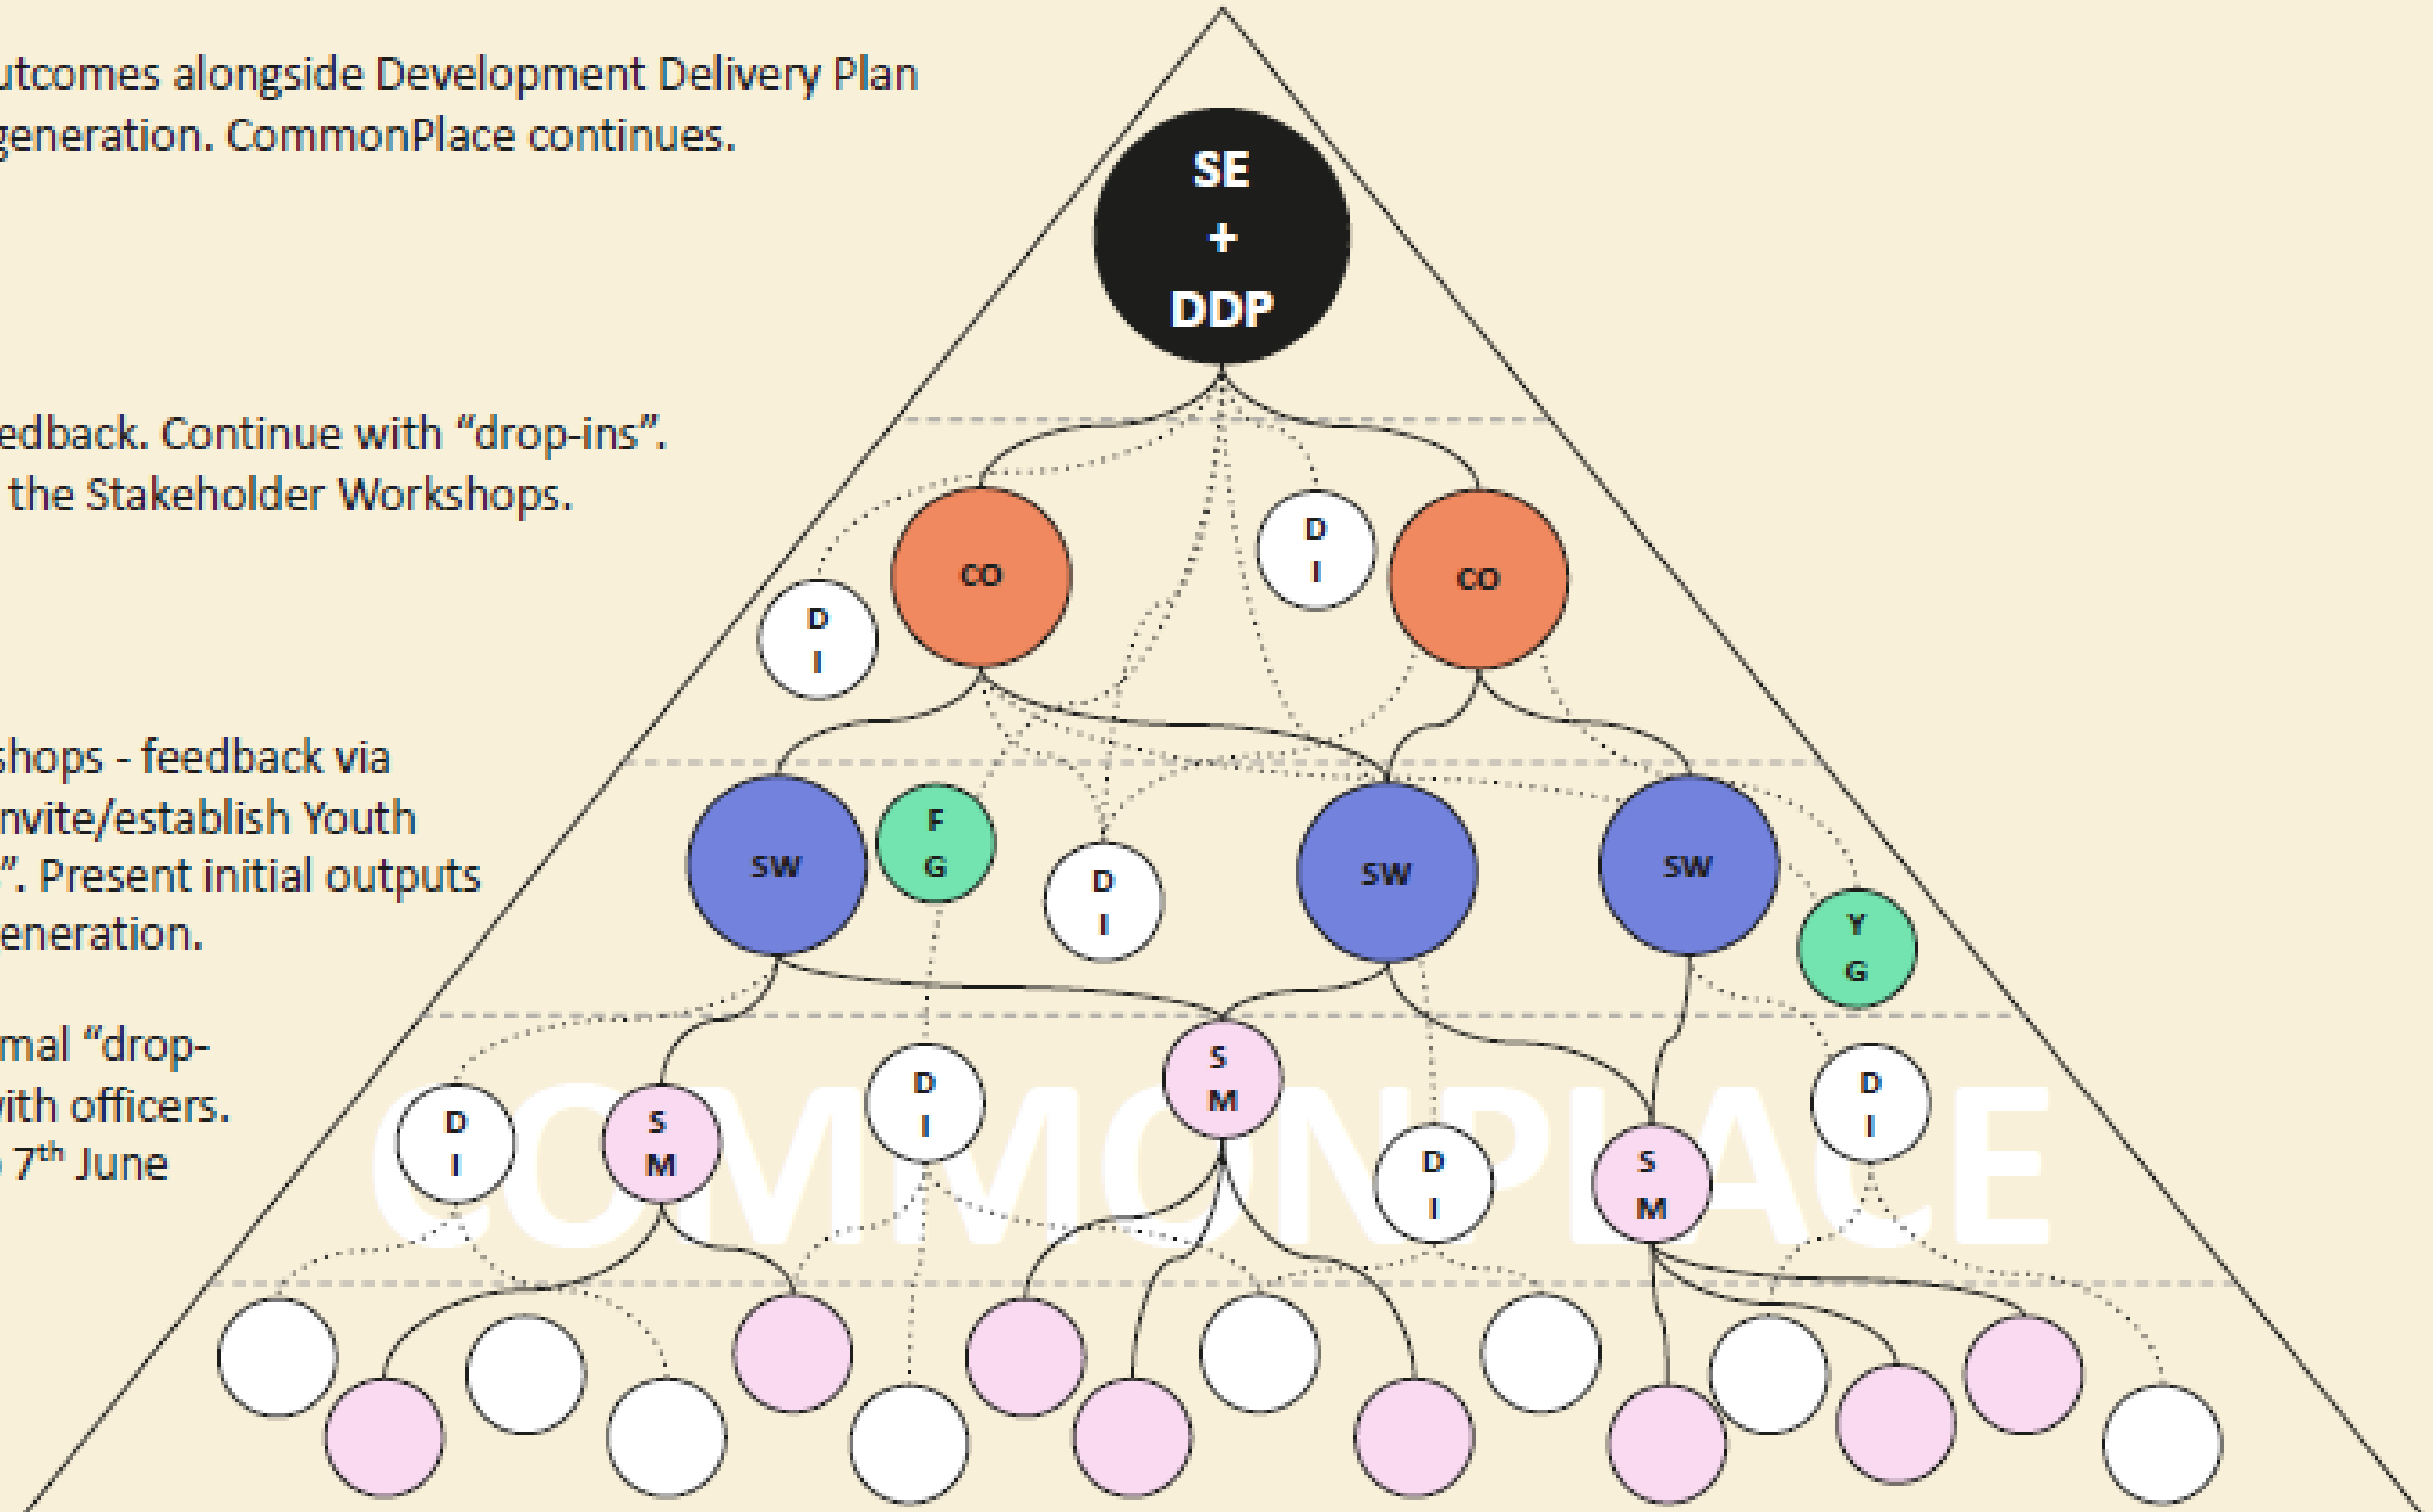 utcomes alongside Development Delivery Plan
generation. CommonPlace continues.
SE
+
DDP
edback. Continue with “drop-ins”.
the Stakeholder Workshops.
D
I
CO
D
I
CO
shops - feedback via
nvite/establish Youth
”. Present initial outputs
eneration.
SW
F
G
D
I
SW
SW
Y
G
mal “drop-
ith officers.
7th June
COMMONPLACE
D
I
S
M
D
I
S
M
D
I
S
M
D
I